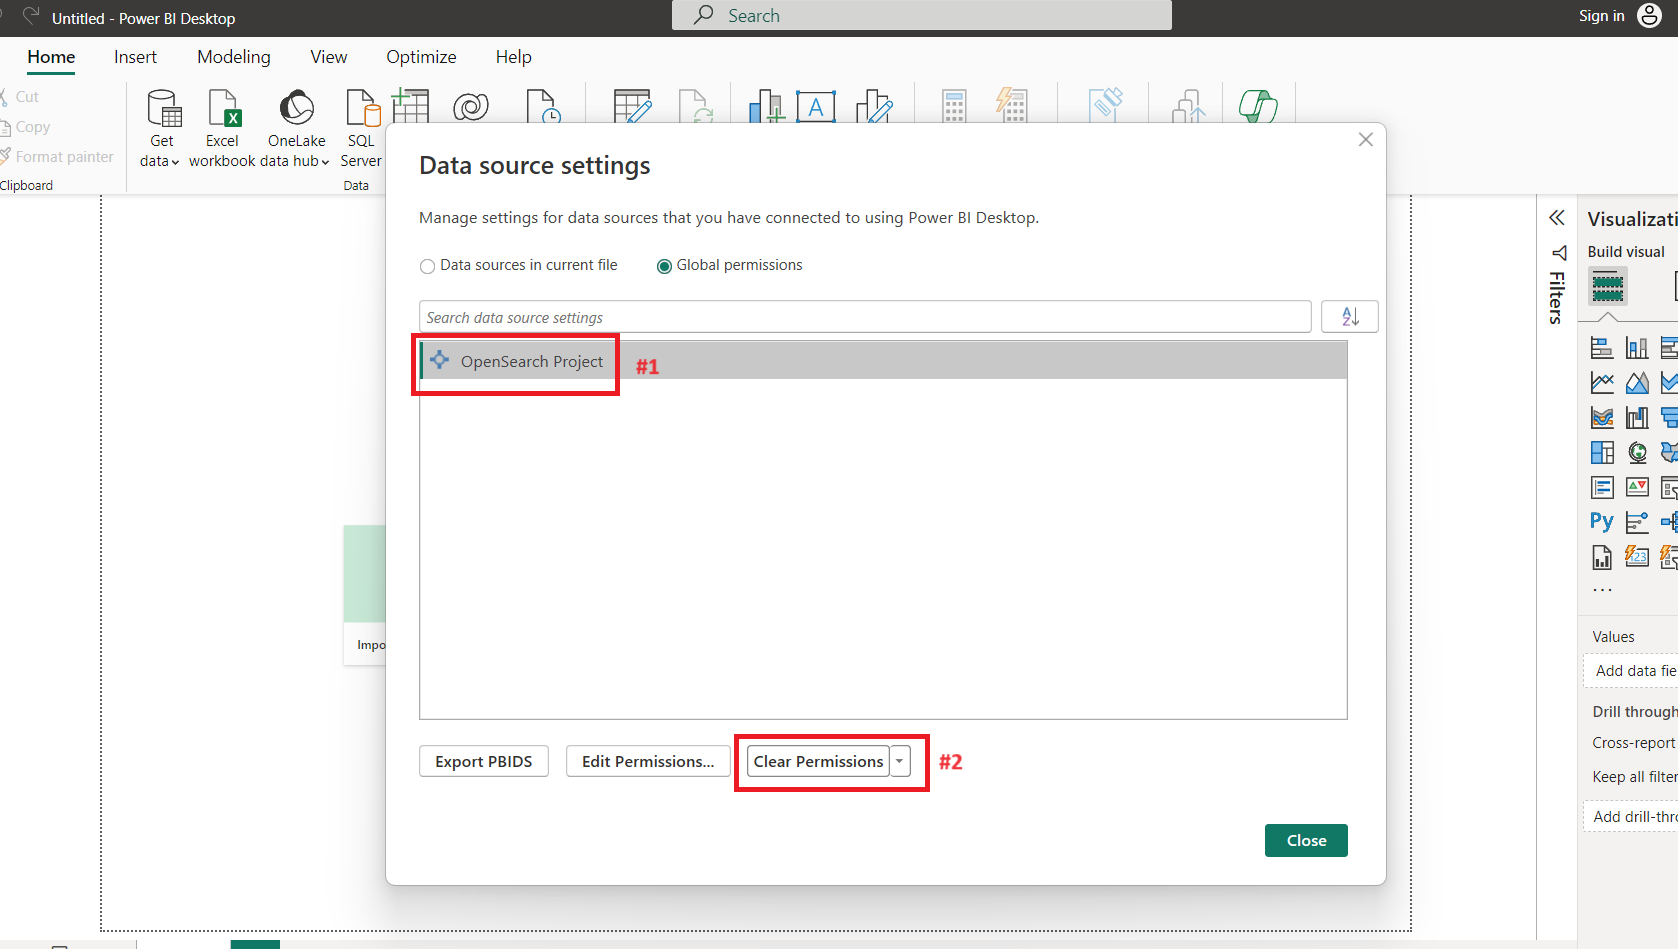 Untitled - Power BI Desktop
Search
Sign in
Home
Insert
Modeling
View
Optimize
Help
Cut
Copy
Format painter
Clipboard
Get
data
Excel
workbook
OneLake
data hub
SQL
Server
Data
Data source settings
Manage settings for data sources that you have connected to using Power BI Desktop.
Data sources in current file
Global permissions
Search data source settings
A
Z
OpenSearch Project
#1
Export PBIDS
Edit Permissions...
Clear Permissions
#2
Close
Impo
Filters
Visualizati
Build visual
Py
123
...
Values
Add data fie
Drill through
Cross-report
Keep all filter
Add drill-thro